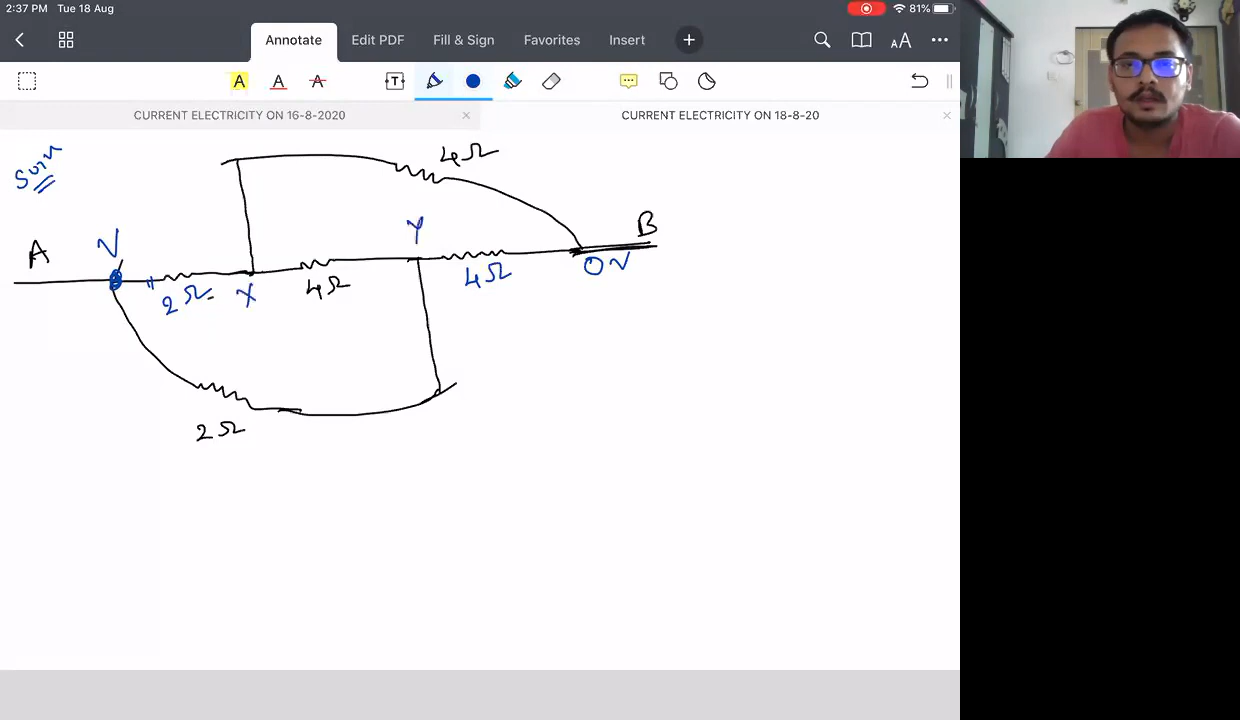 2:37 PM Tue 18 Aug
81%
Annotate Edit PDF Fill & Sign Favorites Insert
A A T
CURRENT ELECTRICITY ON 16-8-2020
CURRENT ELECTRICITY ON 18-8-20
Soln
4Ω
A V Y B
2Ω X 4Ω 4Ω 0V
2Ω